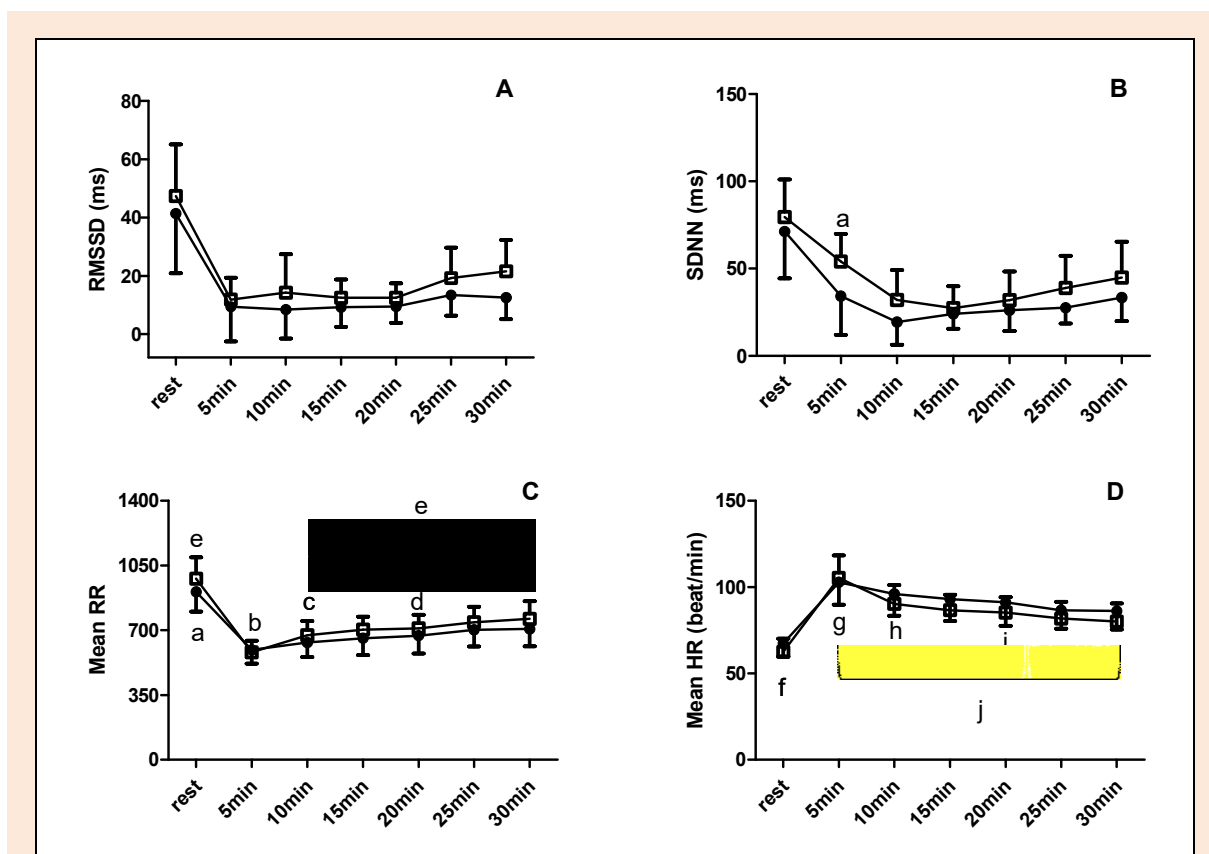 A
80
60
40
20
0
RMSSD (ms)
rest
5min
10min
15min
20min
25min
30min
B
150
100
50
0
SDNN (ms)
a
rest
5min
10min
15min
20min
25min
30min
C
1400
1050
700
350
0
Mean RR
e
e
a
b
c
d
rest
5min
10min
15min
20min
25min
30min
D
150
100
50
0
Mean HR (beat/min)
f
g
h
i
j
rest
5min
10min
15min
20min
25min
30min